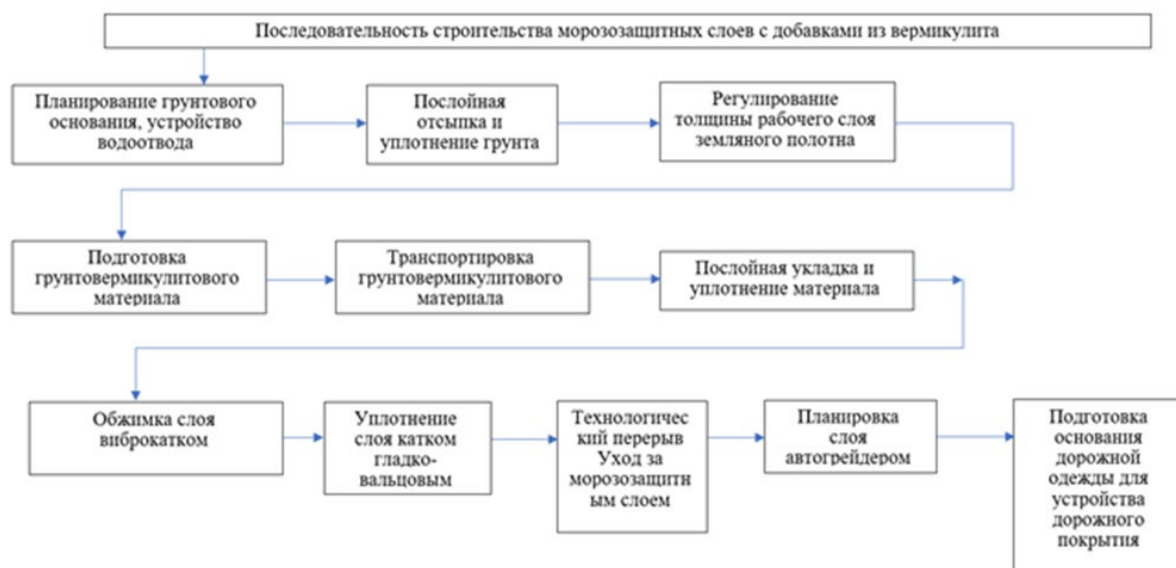 Последовательность строительства морозозащитных слоев с добавками из вермикулита
Планирование грунтового
основания, устройство
водоотвода
Послойная
отсыпка и
уплотнение грунта
Регулирование
толщины рабочего слоя
земляного полотна
Подготовка
грунтовермикулитового
материала
Транспортировка
грунтовермикулитового
материала
Послойная укладка и
уплотнение материала
Обжимка слоя
виброкатком
Уплотнение
слоя катком
гладко-
вальцовым
Технологичес
кий перерыв
Уход за
морозозащитн
ым слоем
Планировка
слоя
автогрейдером
Подготовка
основания
дорожной
одежды для
устройства
дорожного
покрытия